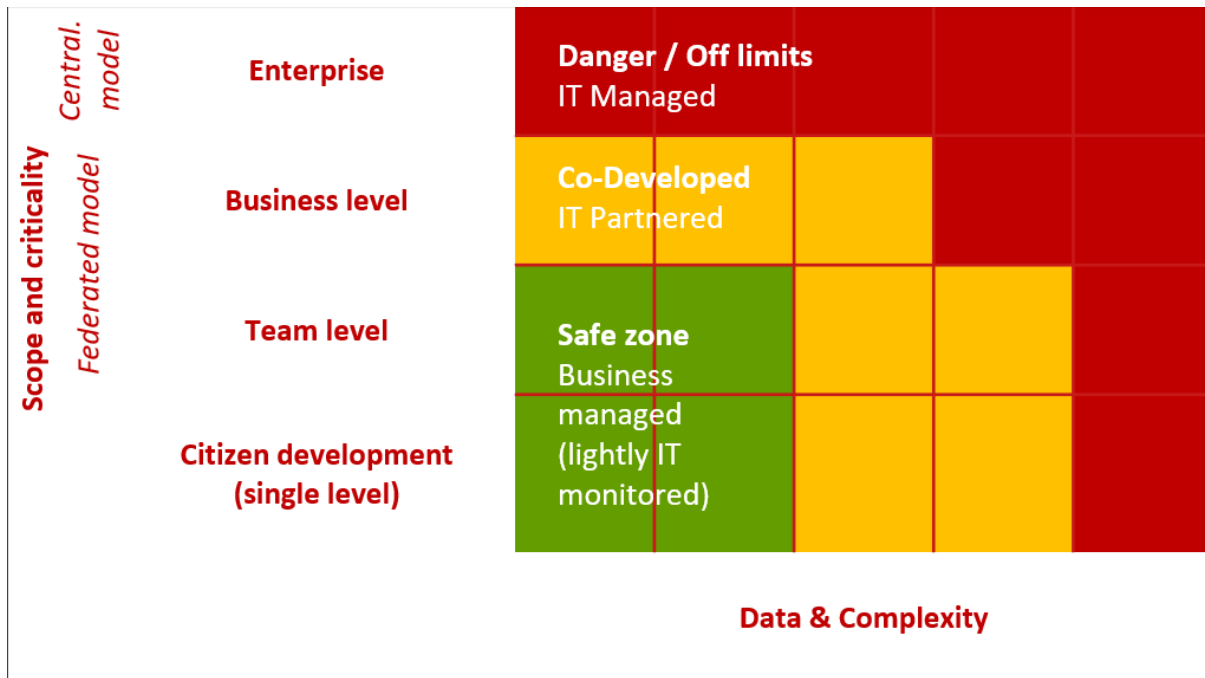 Scope and criticality
Central.
model
Federated model
Enterprise
Danger / Off limits
IT Managed
Business level
Co-Developed
IT Partnered
Team level
Safe zone
Business
managed
(lightly IT
monitored)
Citizen development
(single level)
Data & Complexity